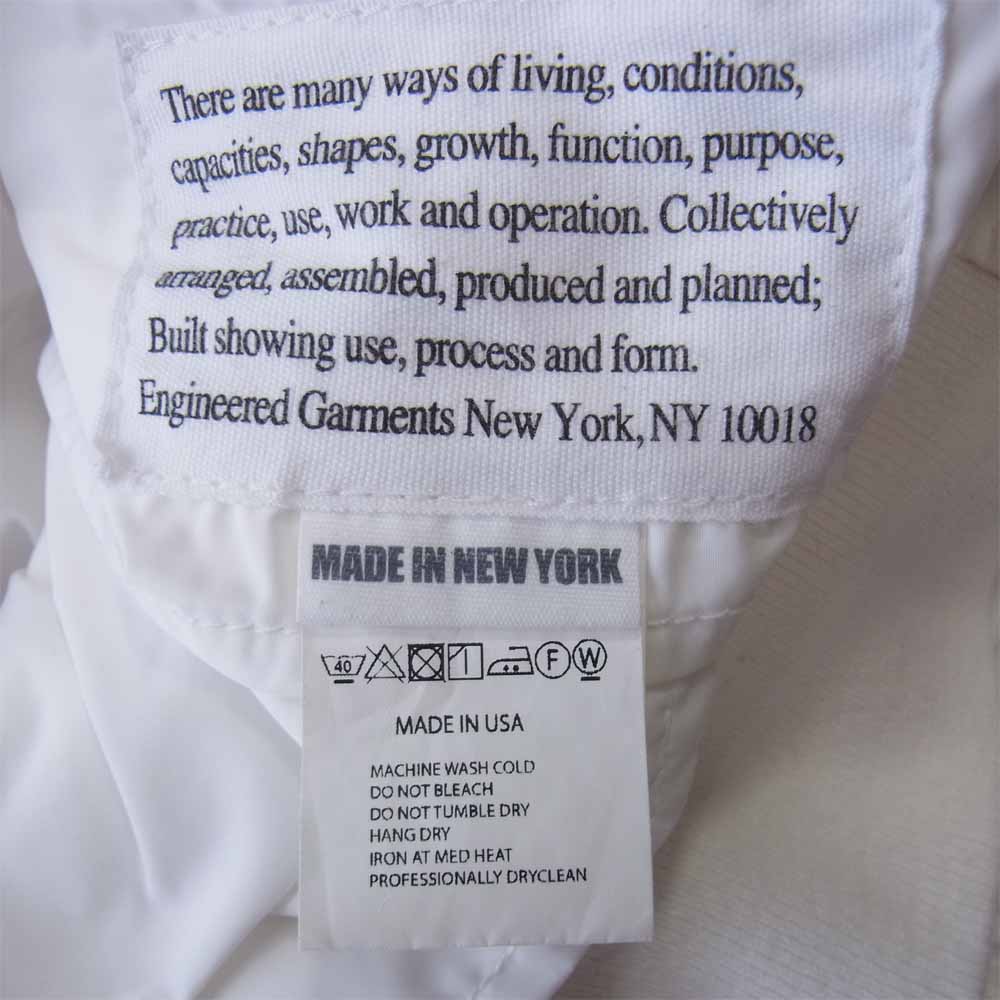 There are many ways of living, conditions,
capacities, shapes, growth, function, purpose,
practice, use, work and operation. Collectively
arranged, assembled, produced and planned;
Built showing use, process and form.
Engineered Garments New York, NY 10018
MADE IN NEW YORK
40 F W
MADE IN USA
MACHINE WASH COLD
DO NOT BLEACH
DO NOT TUMBLE DRY
HANG DRY
IRON AT MED HEAT
PROFESSIONALLY DRYCLEAN